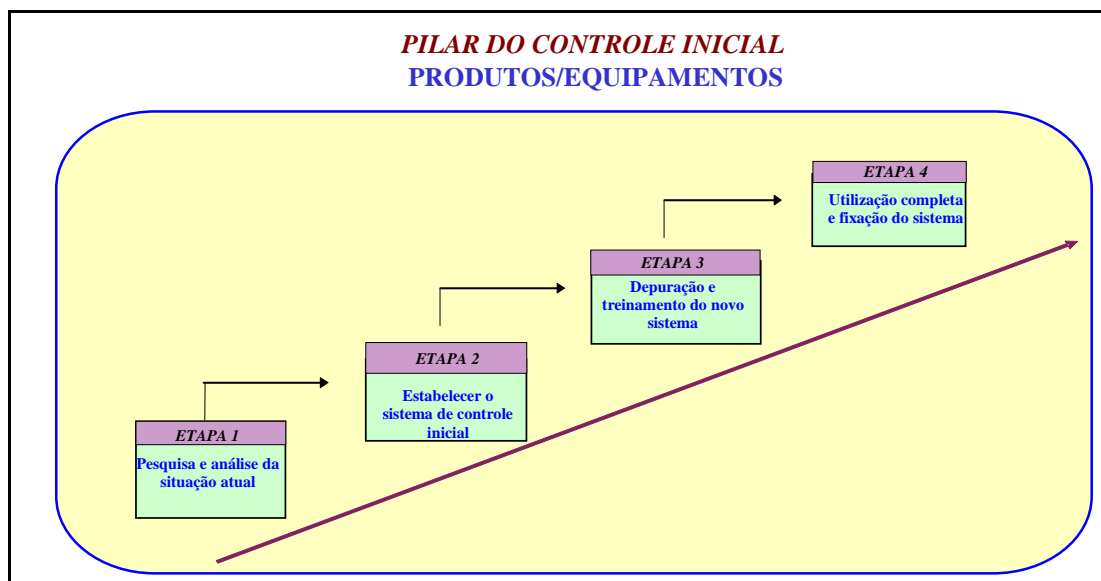 PILAR DO CONTROLE INICIAL
PRODUTOS/EQUIPAMENTOS
ETAPA 1
Pesquisa e análise da
situação atual
ETAPA 2
Estabelecer o
sistema de controle
inicial
ETAPA 3
Depuração e
treinamento do novo
sistema
ETAPA 4
Utilização completa
e fixação do sistema